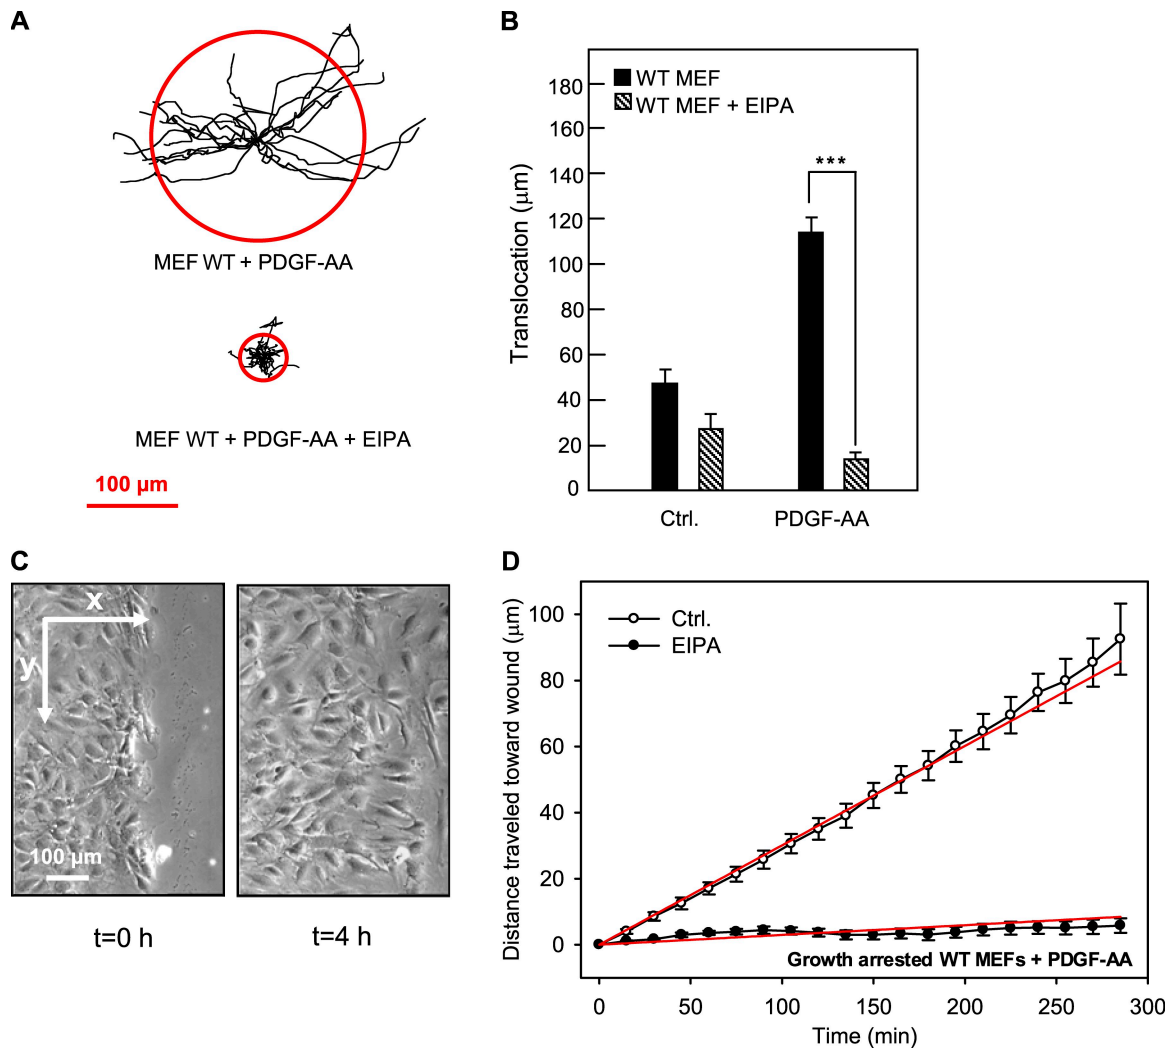 A
MEF WT + PDGF-AA
MEF WT + PDGF-AA + EIPA
100 μm
B
Translocation (μm)
180
160
140
120
100
80
60
40
20
0
WT MEF
WT MEF + EIPA
***
Ctrl.
PDGF-AA
C
x
y
100 μm
t=0 h
t=4 h
D
Distance traveled toward wound (μm)
100
80
60
40
20
0
Ctrl.
EIPA
Growth arrested WT MEFs + PDGF-AA
0 50 100 150 200 250 300
Time (min)